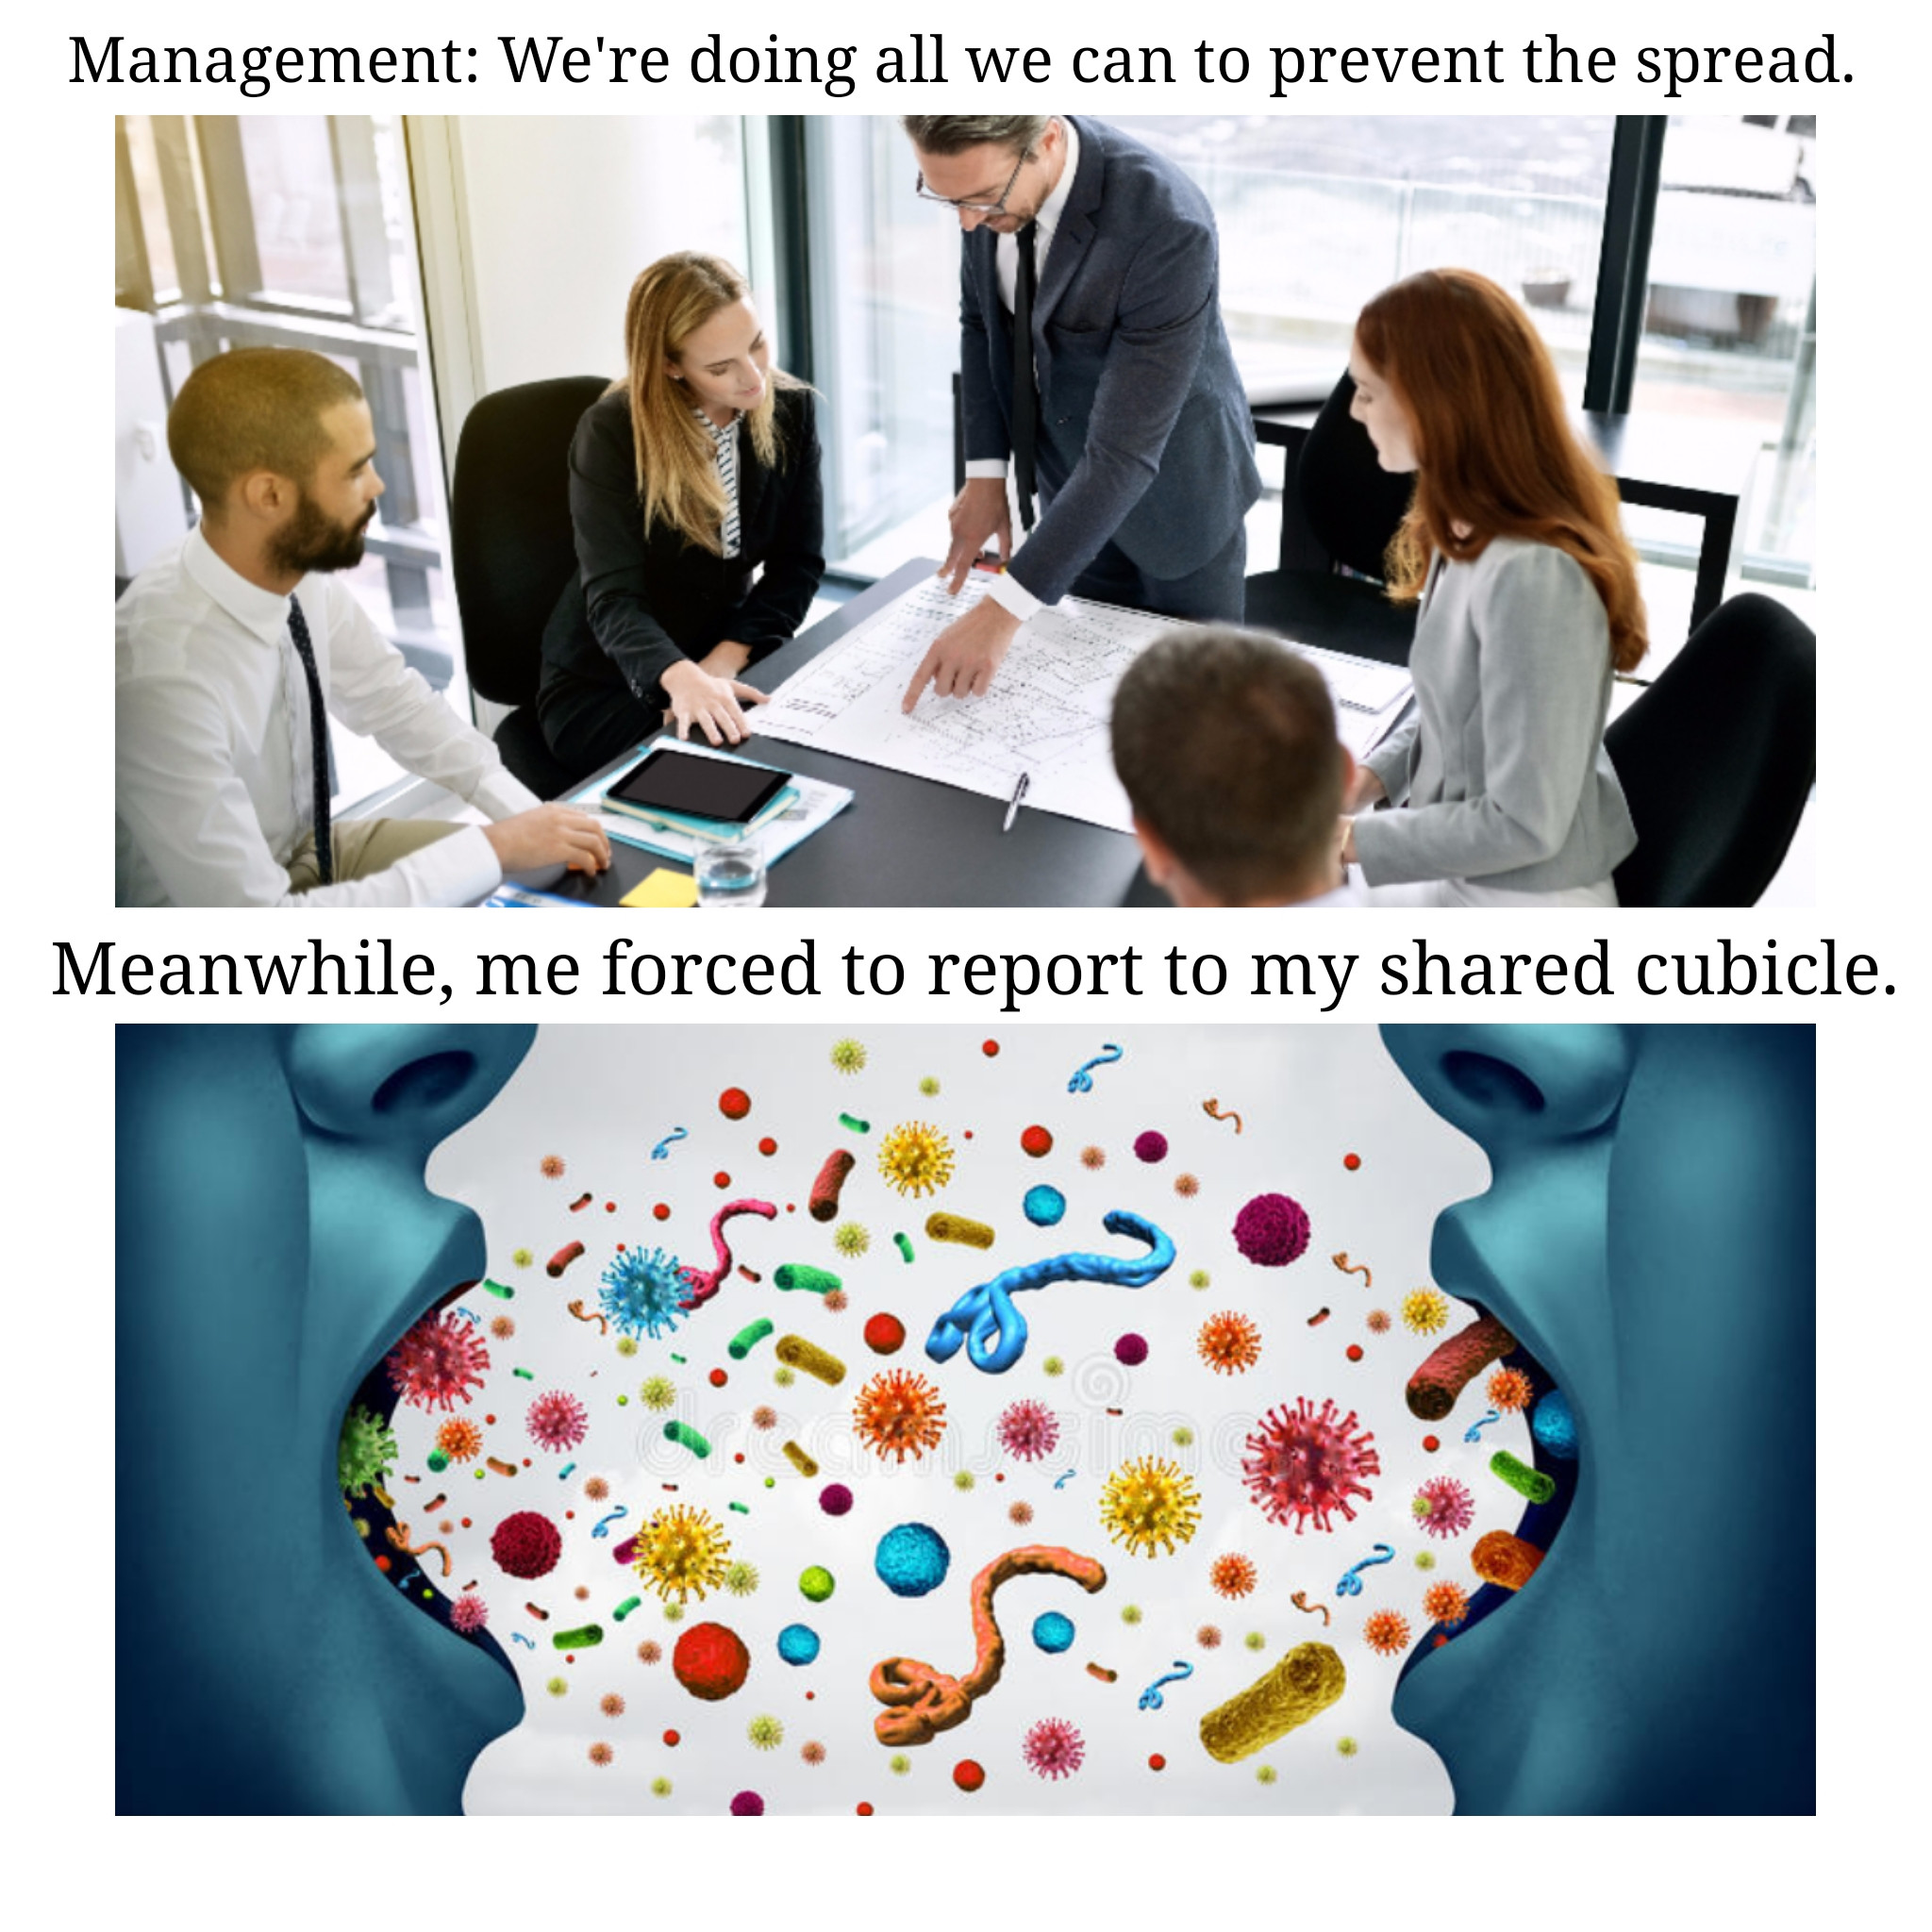 Management: We're doing all we can to prevent the spread.
Meanwhile, me forced to report to my shared cubicle.
dreamstime